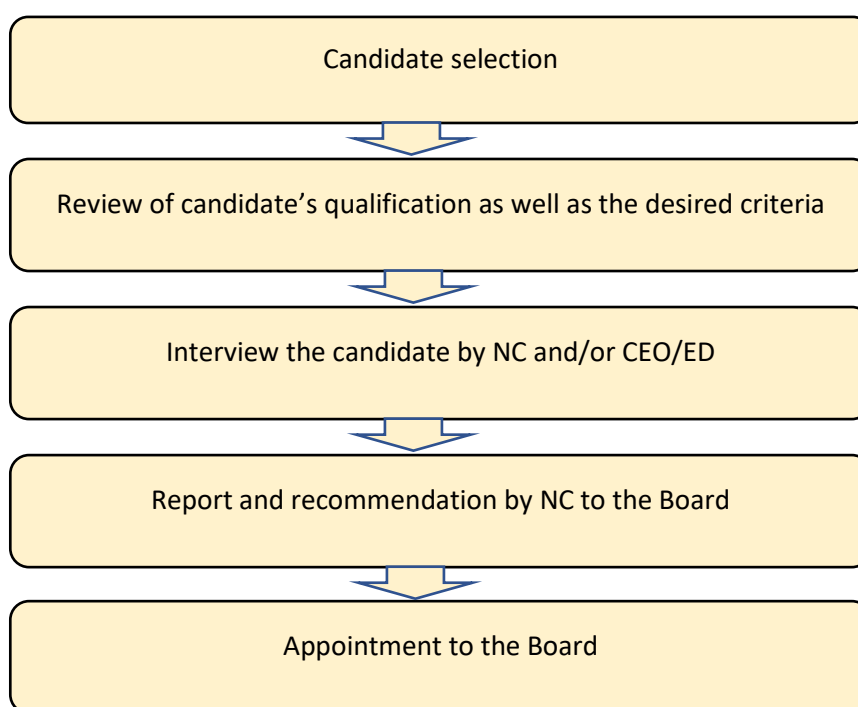 Candidate selection
Review of candidate’s qualification as well as the desired criteria
Interview the candidate by NC and/or CEO/ED
Report and recommendation by NC to the Board
Appointment to the Board